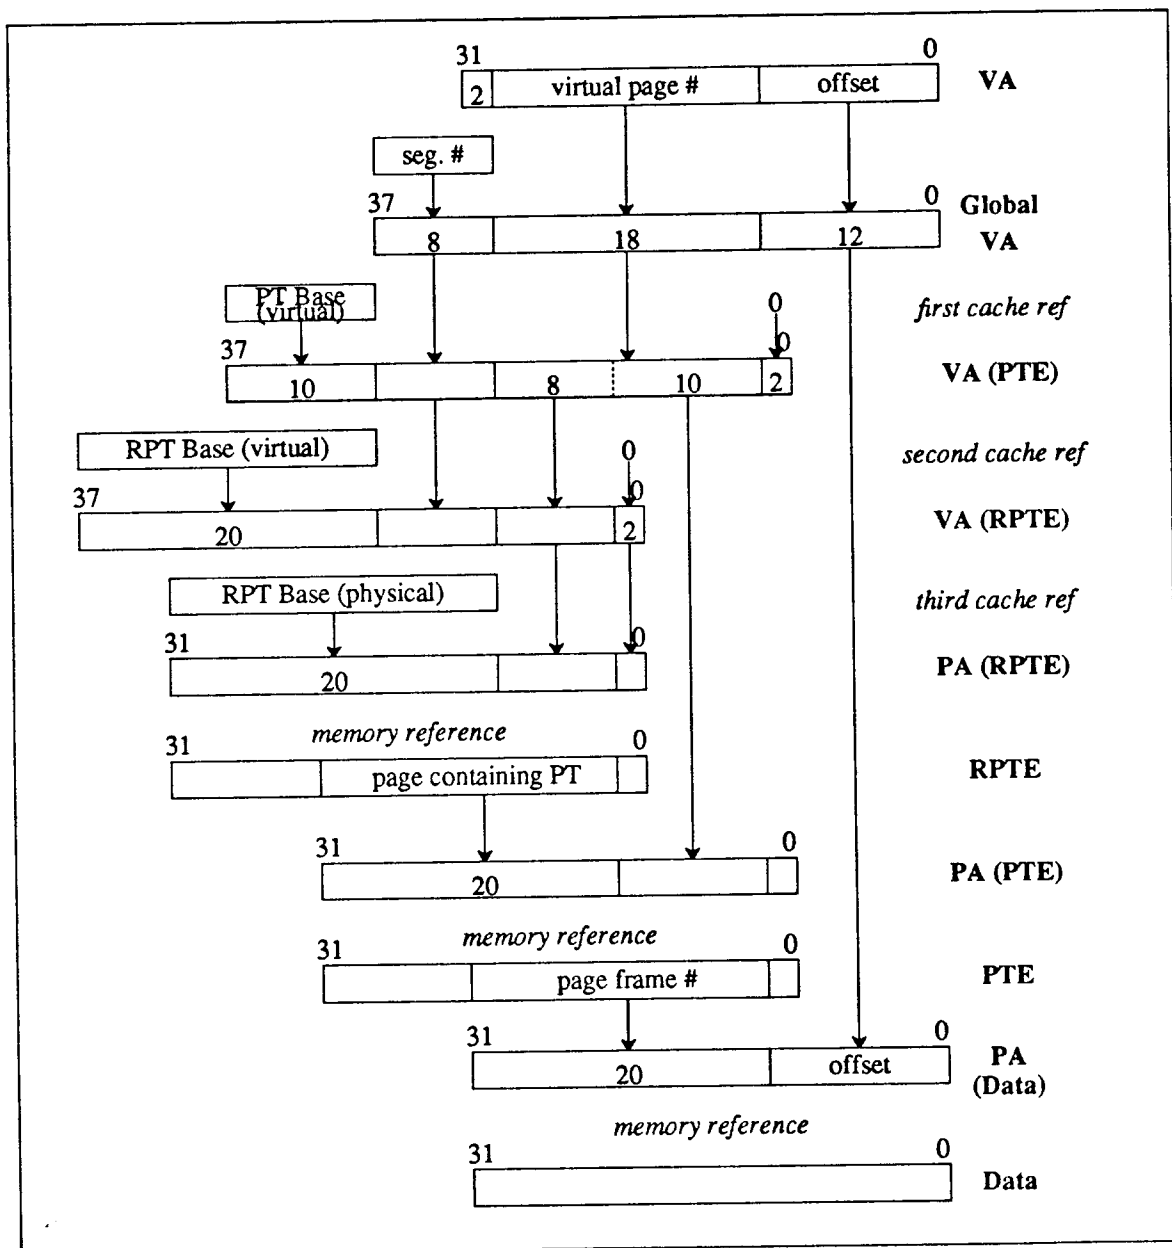 31 0
2 virtual page # offset VA
seg. #
37 0 Global
8 18 12 VA
PT Base
(virtual)
0 first cache ref
37 0
10 8 10 2 VA (PTE)
RPT Base (virtual) 0 second cache ref
37 0
20 2 VA (RPTE)
RPT Base (physical) third cache ref
31 0
20 PA (RPTE)
memory reference
31 0
page containing PT RPTE
31 0
20 PA (PTE)
memory reference
31 0
page frame # PTE
31 0
20 offset PA
(Data)
memory reference
31 0
Data